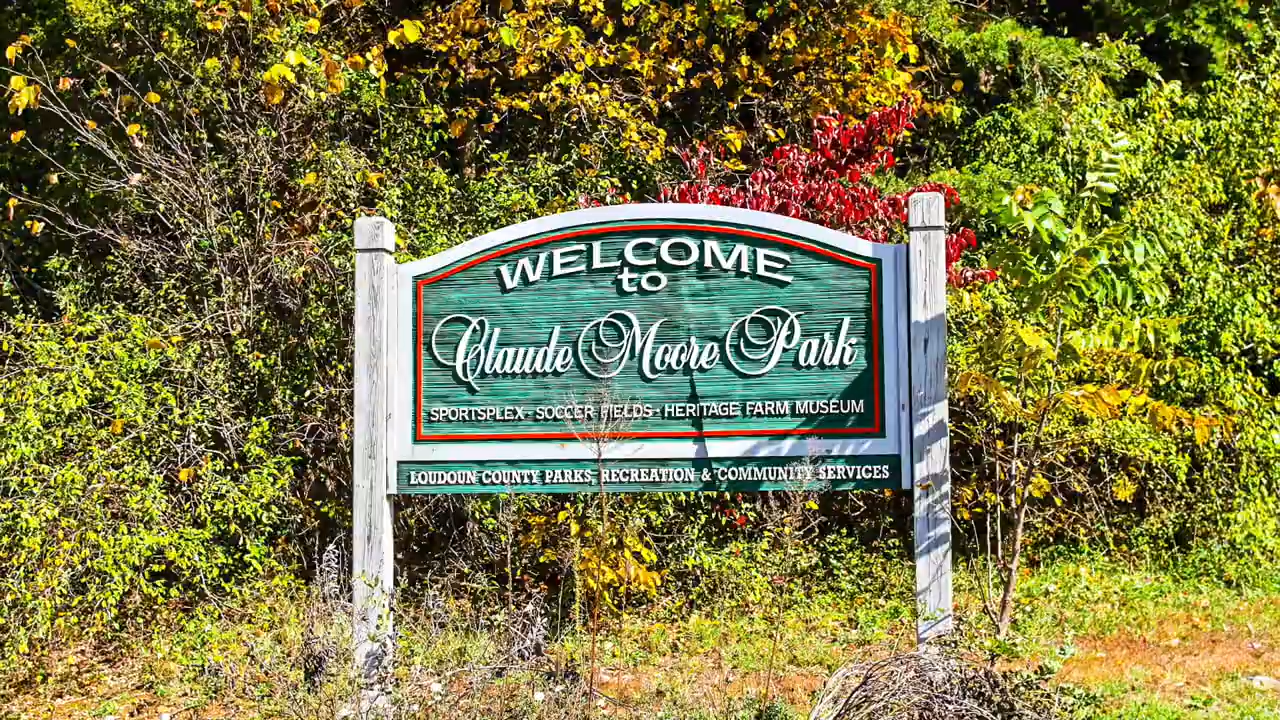 WELCOME
to
Claude Moore Park
SPORTSPLEX · SOCCER FIELDS · HERITAGE FARM MUSEUM
LOUDOUN COUNTY PARKS, RECREATION & COMMUNITY SERVICES